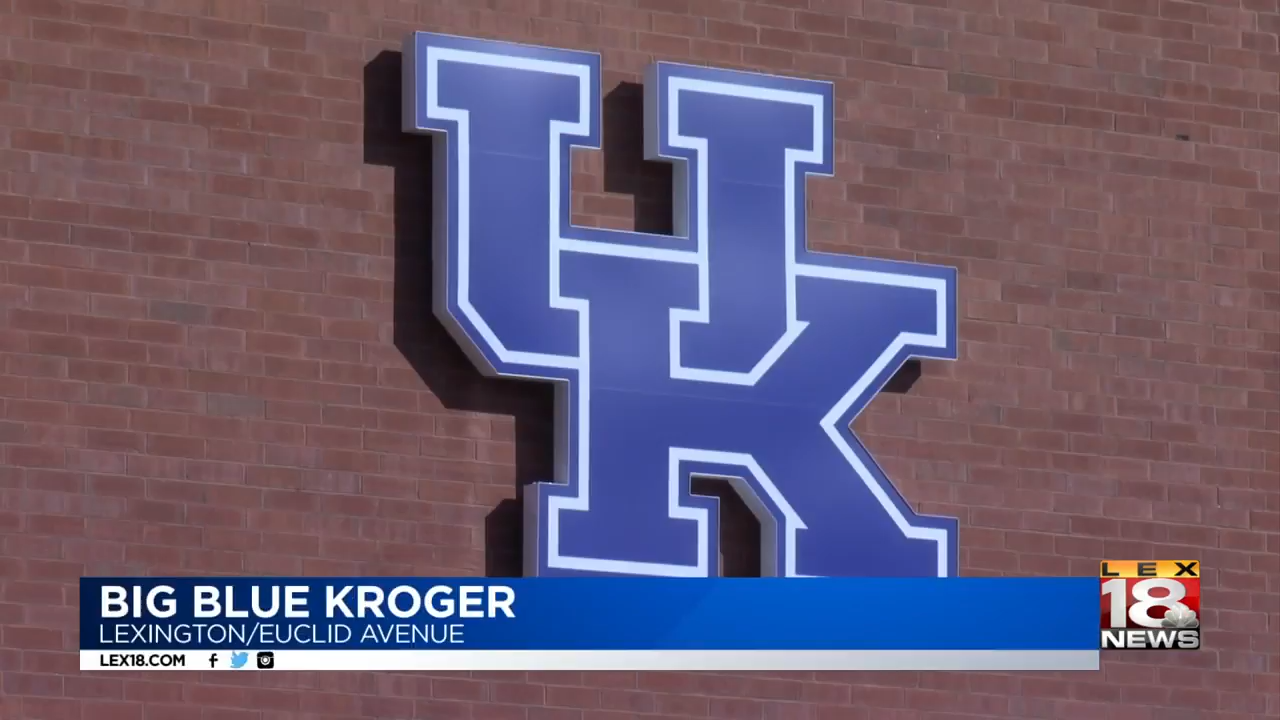 UK
BIG BLUE KROGER
LEXINGTON/EUCLID AVENUE
LEX18.COM
LEX
18
NEWS